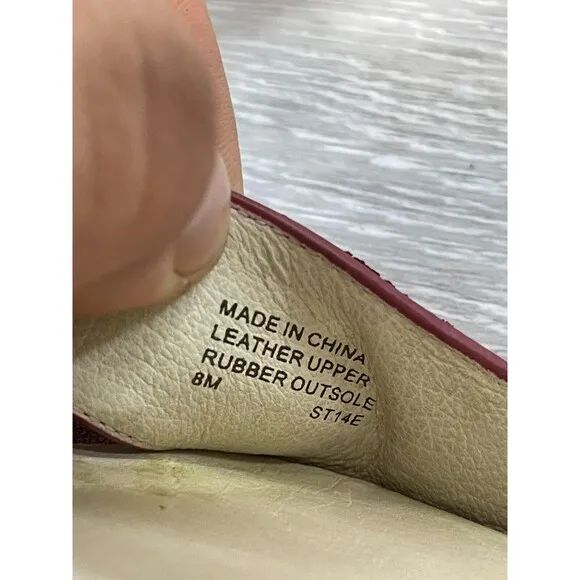 MADE IN CHINA
LEATHER UPPER
RUBBER OUTSOLE
8M ST14E